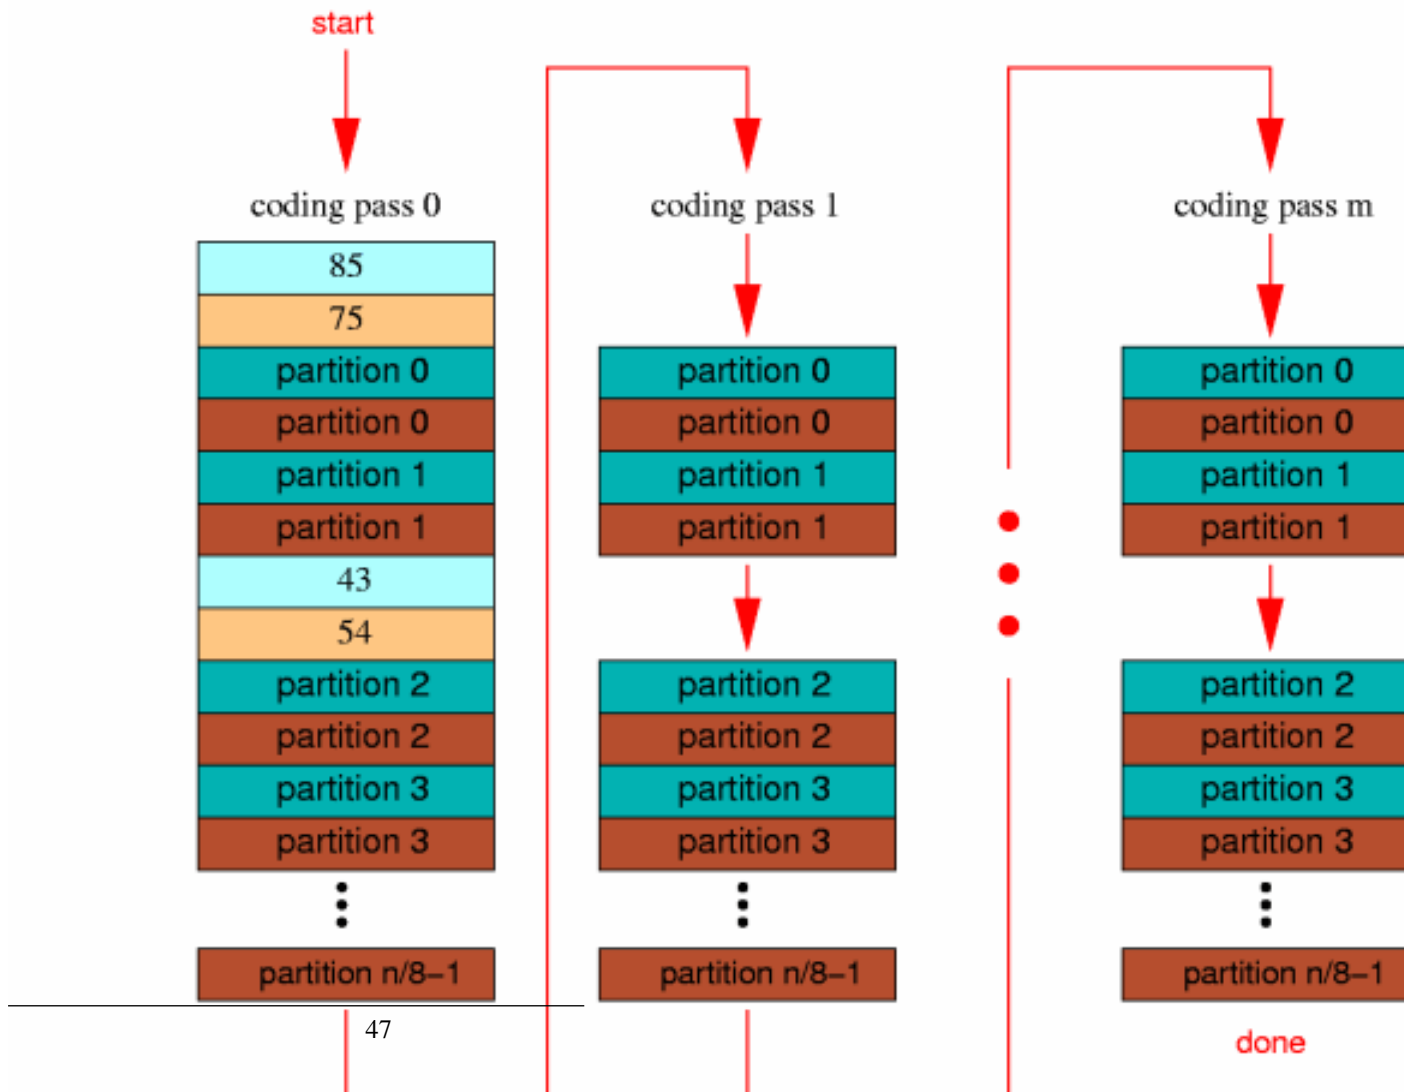 start
coding pass 0
85
75
partition 0
partition 0
partition 1
partition 1
43
54
partition 2
partition 2
partition 3
partition 3
partition n/8–1
47
coding pass 1
partition 0
partition 0
partition 1
partition 1
partition 2
partition 2
partition 3
partition 3
partition n/8–1
coding pass m
partition 0
partition 0
partition 1
partition 1
partition 2
partition 2
partition 3
partition 3
partition n/8–1
done